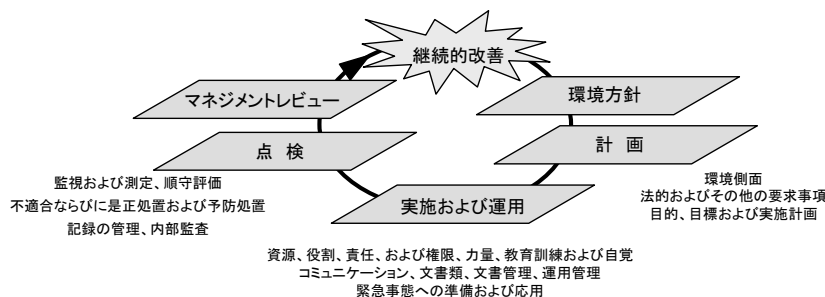 継続的改善
環境方針
計 画
環境側面
法的およびその他の要求事項
目的、目標および実施計画
実施および運用
資源、役割、責任、および権限、力量、教育訓練および自覚
コミュニケーション、文書類、文書管理、運用管理
緊急事態への準備および応用
点 検
監視および測定、順守評価
不適合ならびに是正処置および予防処置
記録の管理、内部監査
マネジメントレビュー